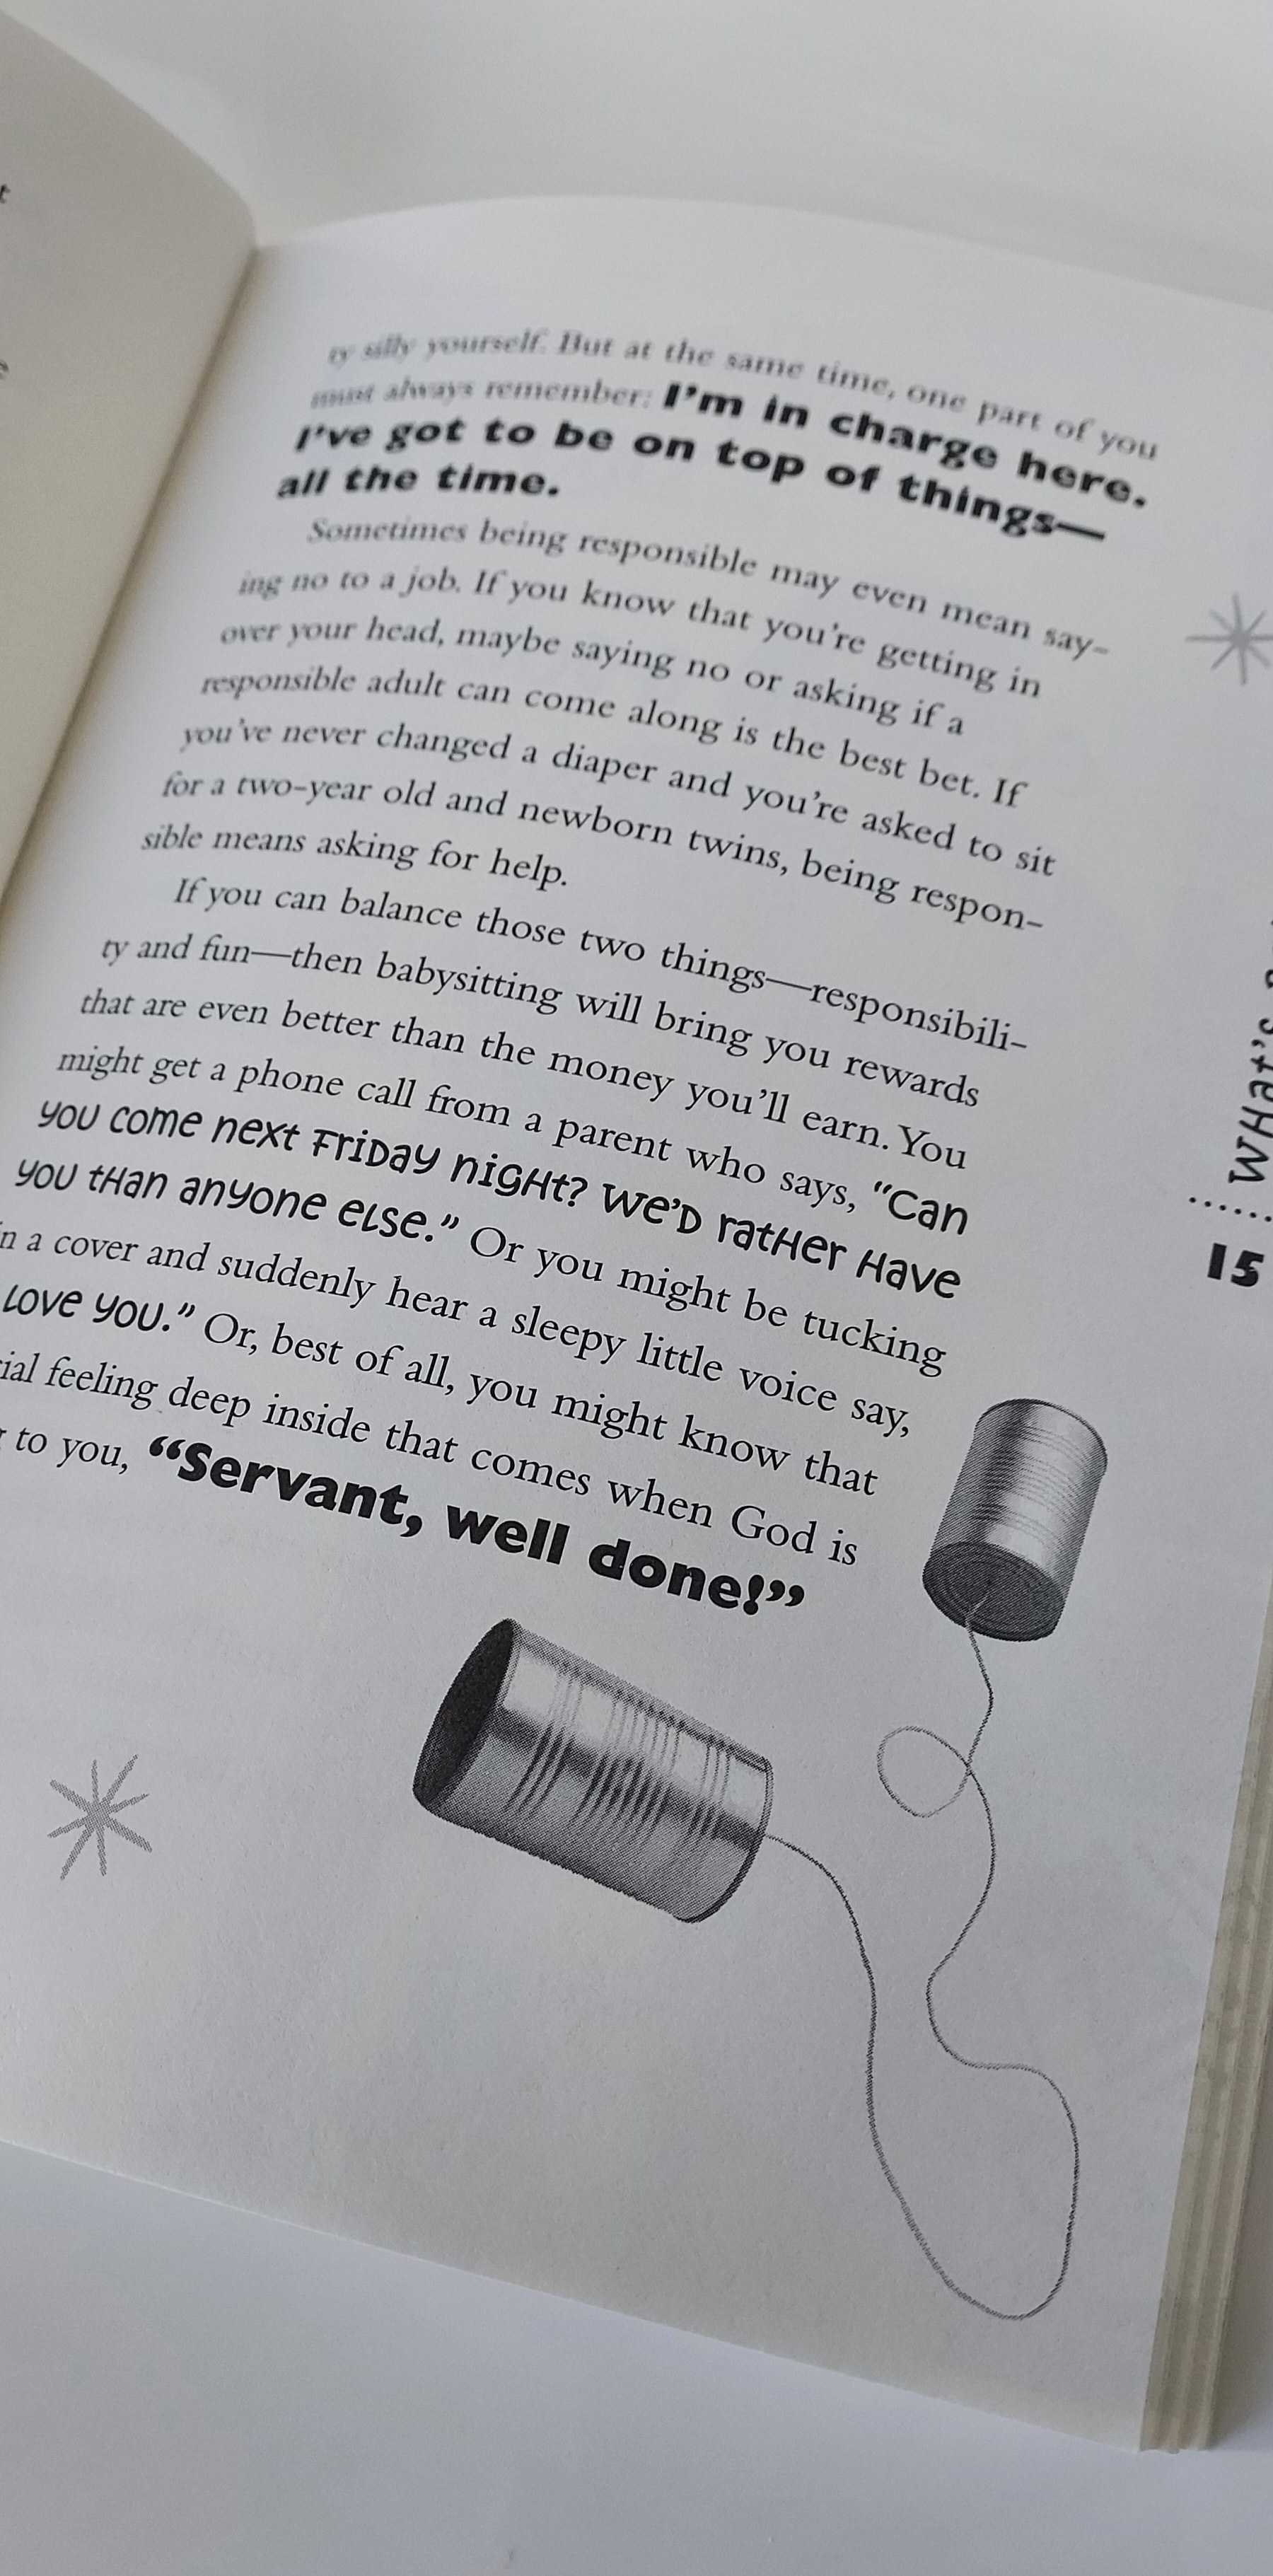 ty silly yourself. But at the same time, one part of you
must always remember: I'm in charge here.
I've got to be on top of things—
all the time.
Sometimes being responsible may even mean say-
ing no to a job. If you know that you're getting in
over your head, maybe saying no or asking if a
responsible adult can come along is the best bet. If
you've never changed a diaper and you're asked to sit
for a two-year old and newborn twins, being respon-
sible means asking for help.
If you can balance those two things—responsibili-
ty and fun—then babysitting will bring you rewards
that are even better than the money you'll earn. You
might get a phone call from a parent who says, “Can
you come next Friday night? We'd rather have
you than anyone else.” Or you might be tucking
in a cover and suddenly hear a sleepy little voice say,
love you.” Or, best of all, you might know that
ial feeling deep inside that comes when God is
to you, “Servant, well done!”
What's
15